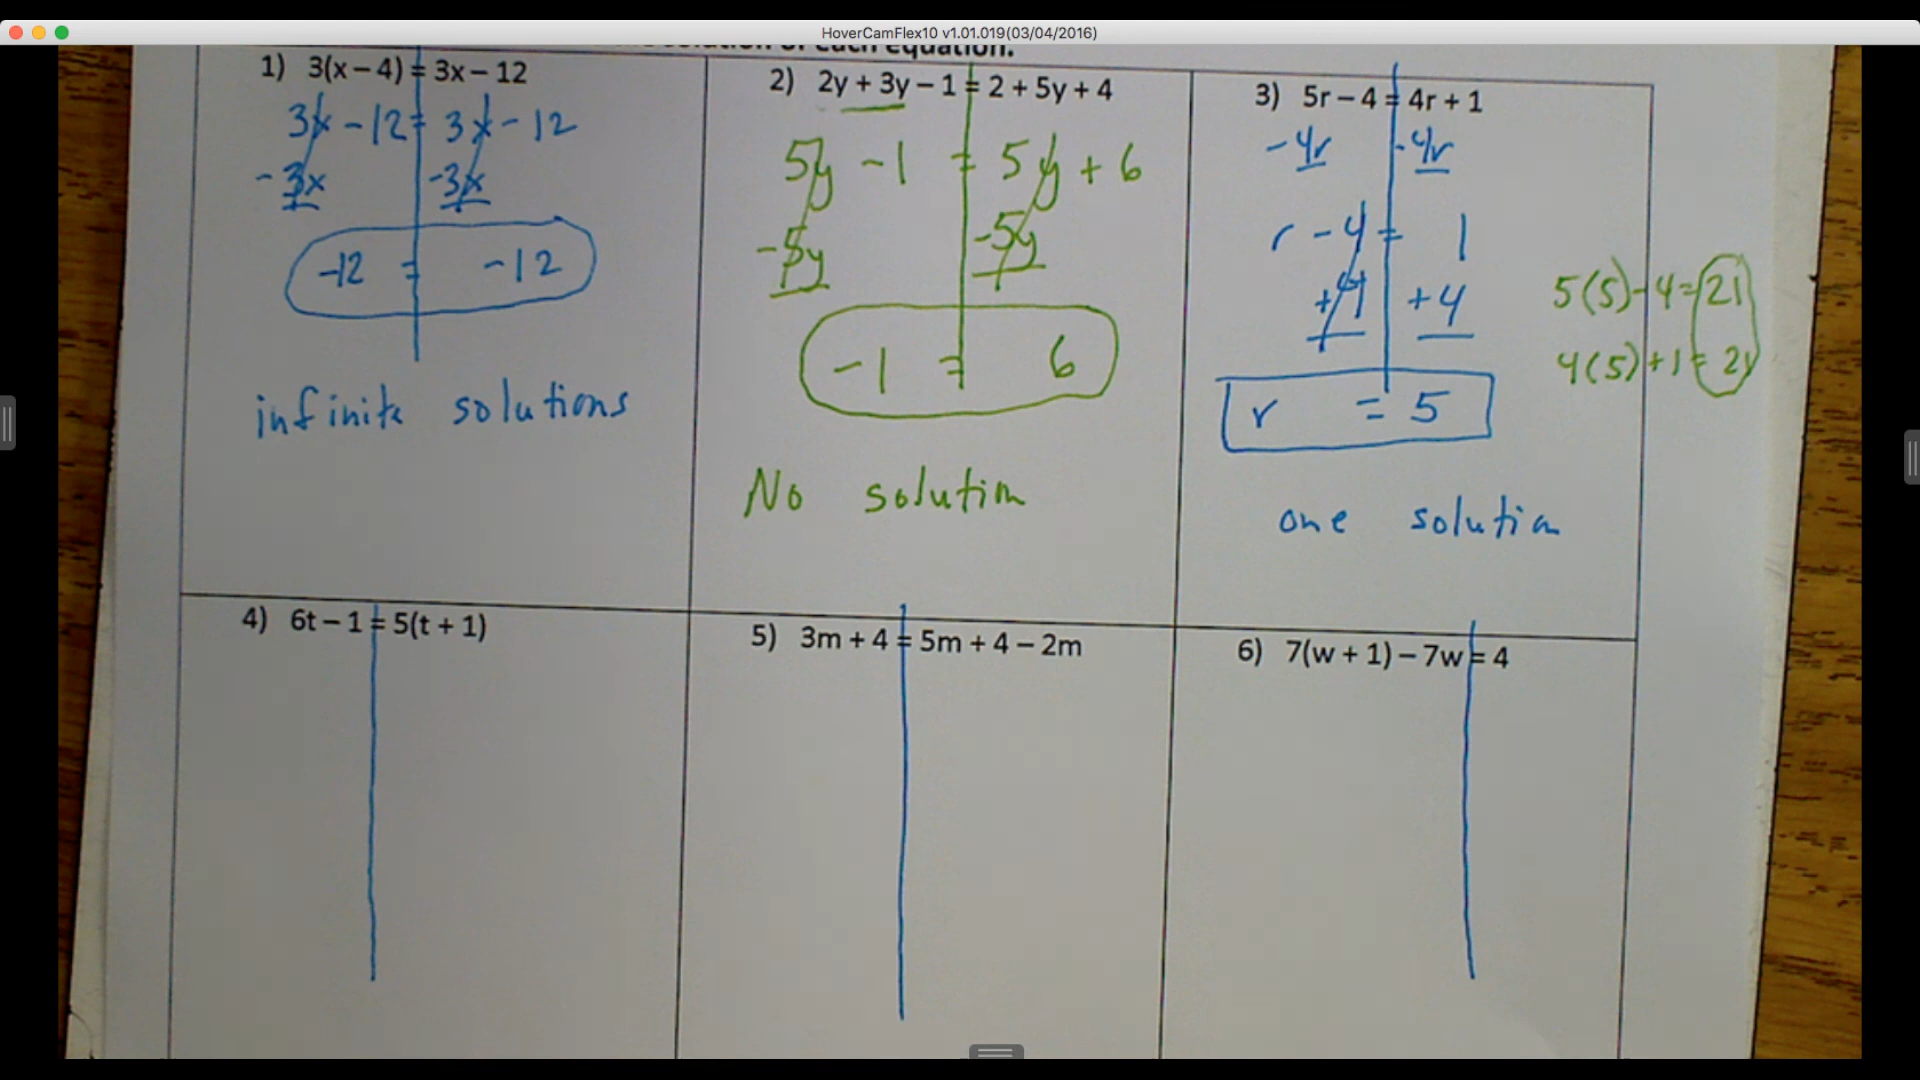 HoverCamFlex10 v1.01.019(03/04/2016)
of each equation.
1) 3(x – 4) = 3x – 12
3x - 12 = 3x - 12
-3x -3x
-12 = -12
infinite solutions
2) 2y + 3y – 1 = 2 + 5y + 4
5y - 1 = 5y + 6
-5y -5y
-1 = 6
No solution
3) 5r – 4 = 4r + 1
-4r -4r
r - 4 = 1
+4 +4
r = 5
one solution
5(5) - 4 = 21
4(5) + 1 = 21
4) 6t – 1 = 5(t + 1)
5) 3m + 4 = 5m + 4 – 2m
6) 7(w + 1) – 7w = 4